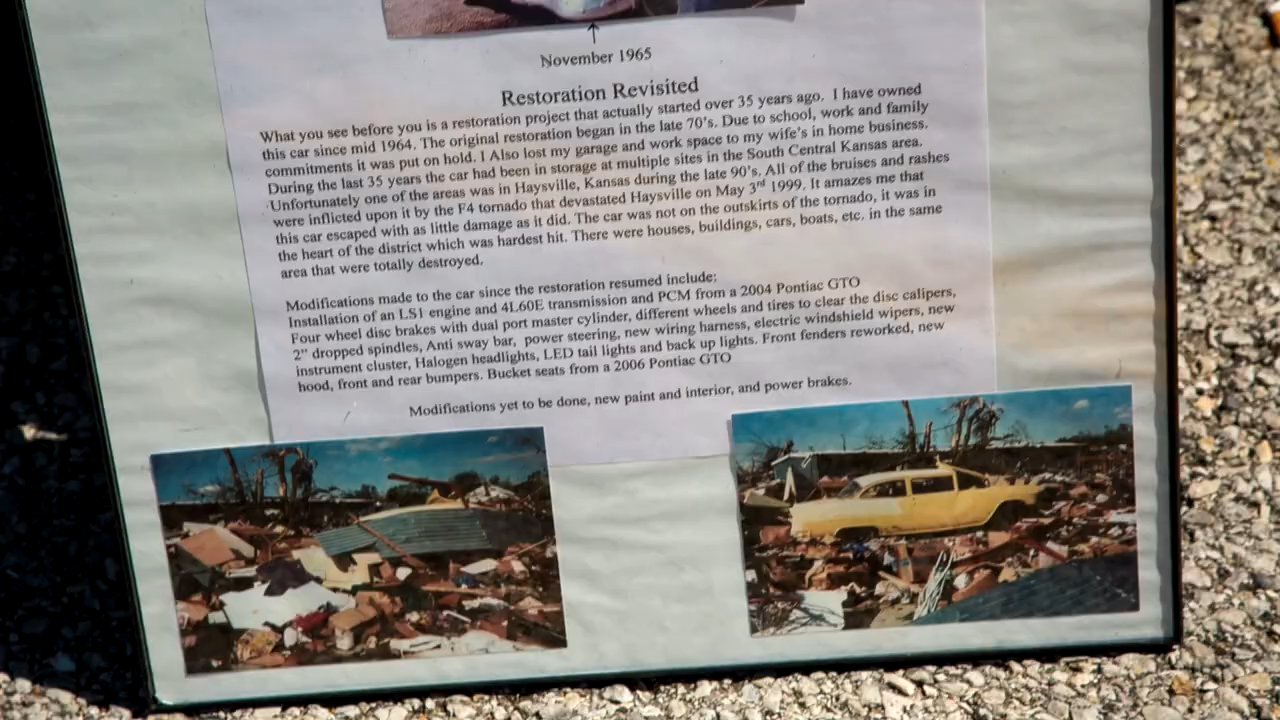 November 1965
Restoration Revisited
What you see before you is a restoration project that actually started over 35 years ago. I have owned
this car since mid 1964. The original restoration began in the late 70's. Due to school, work and family
commitments it was put on hold. I Also lost my garage and work space to my wife's in home business.
During the last 35 years the car had been in storage at multiple sites in the South Central Kansas area.
Unfortunately one of the areas was in Haysville, Kansas during the late 90's. All of the bruises and rashes
were inflicted upon it by the F4 tornado that devastated Haysville on May 3rd 1999. It amazes me that
this car escaped with as little damage as it did. The car was not on the outskirts of the tornado, it was in
the heart of the district which was hardest hit. There were houses, buildings, cars, boats, etc. in the same
area that were totally destroyed.
Modifications made to the car since the restoration resumed include;
Installation of an LS1 engine and 4L60E transmission and PCM from a 2004 Pontiac GTO
Four wheel disc brakes with dual port master cylinder, different wheels and tires to clear the disc calipers,
2" dropped spindles, Anti sway bar, power steering, new wiring harness, electric windshield wipers, new
instrument cluster, Halogen headlights, LED tail lights and back up lights. Front fenders reworked, new
hood, front and rear bumpers. Bucket seats from a 2006 Pontiac GTO
Modifications yet to be done, new paint and interior, and power brakes.